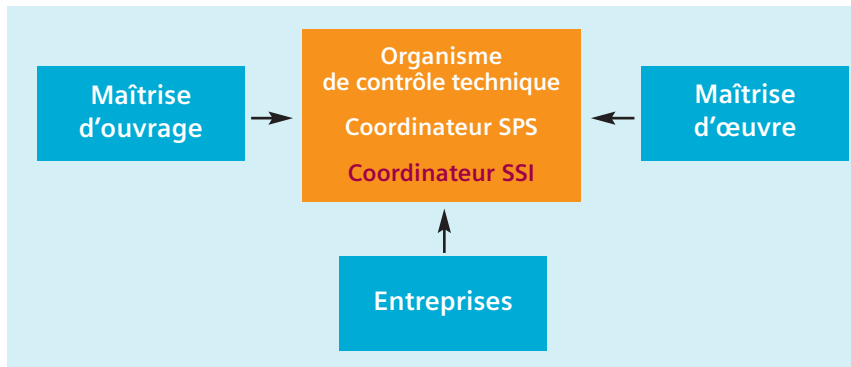 Organisme
de contrôle technique
Coordinateur SPS
Coordinateur SSI
Maîtrise
d'ouvrage
Maîtrise
d'œuvre
Entreprises